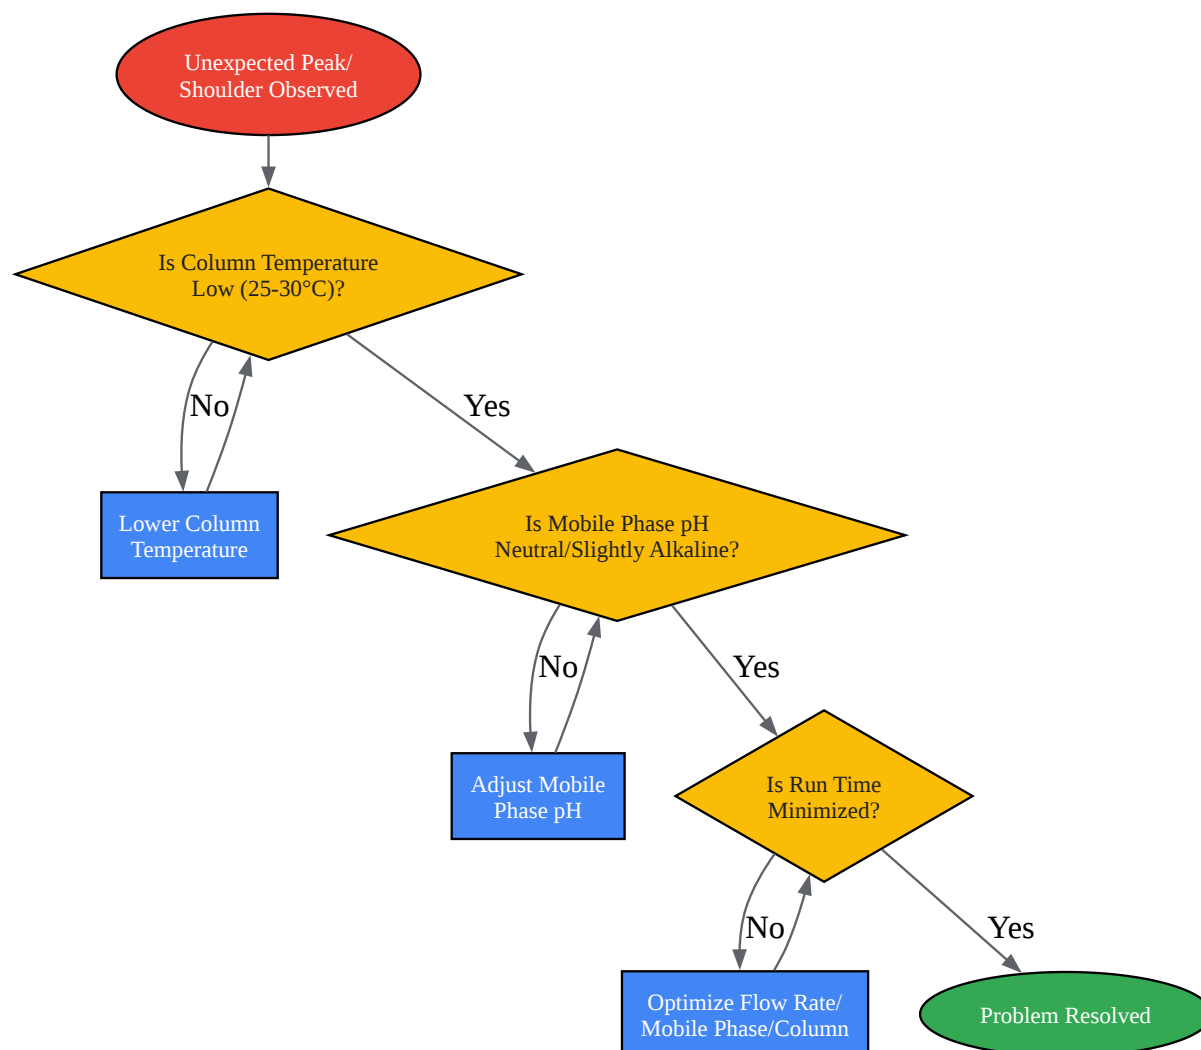 Unexpected Peak/
Shoulder Observed
Is Column Temperature
Low (25-30°C)?
No
Yes
Lower Column
Temperature
Is Mobile Phase pH
Neutral/Slightly Alkaline?
No
Yes
Adjust Mobile
Phase pH
Is Run Time
Minimized?
No
Yes
Optimize Flow Rate/
Mobile Phase/Column
Problem Resolved